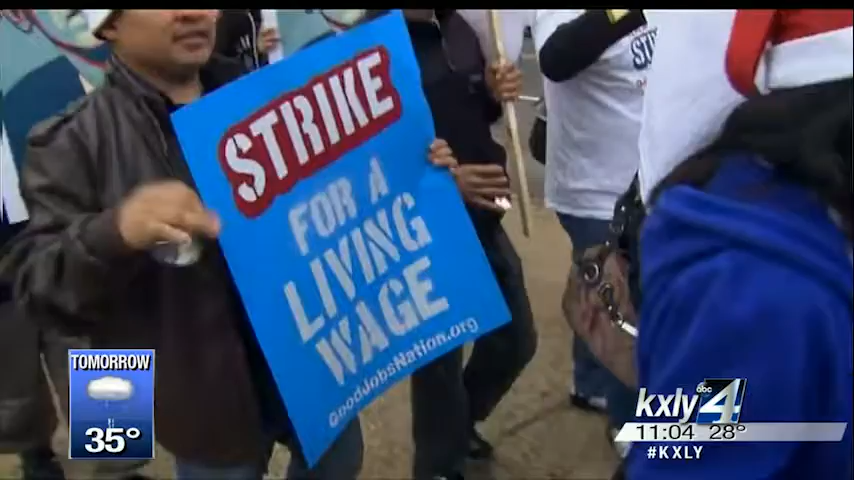 STRIKE
FOR A
LIVING
WAGE
GoodJobsNation.org
TOMORROW
35°
kxly abc 4
11:04 28°
#KXLY